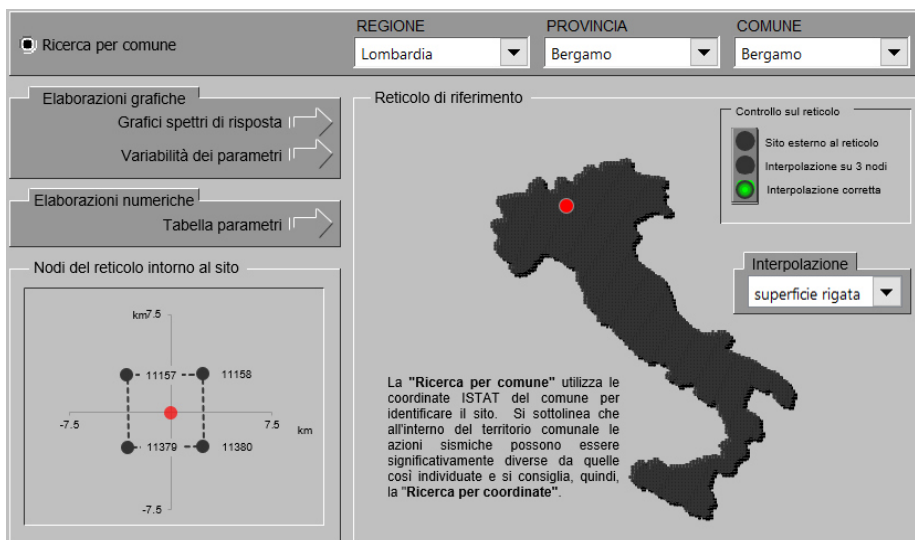 Ricerca per comune
REGIONE
PROVINCIA
COMUNE
Lombardia
Bergamo
Bergamo
Elaborazioni grafiche
Grafici spettri di risposta
Variabilità dei parametri
Elaborazioni numeriche
Tabella parametri
Nodi del reticolo intorno al sito
km 7.5
11157
11158
-7.5
7.5
km
11379
11380
-7.5
Reticolo di riferimento
Controllo sul reticolo
Sito esterno al reticolo
Interpolazione su 3 nodi
Interpolazione corretta
Interpolazione
superficie rigata
La "Ricerca per comune" utilizza le
coordinate ISTAT del comune per
identificare il sito. Si sottolinea che
all'interno del territorio comunale le
azioni sismiche possono essere
significativamente diverse da quelle
così individuate e si consiglia, quindi,
la "Ricerca per coordinate".